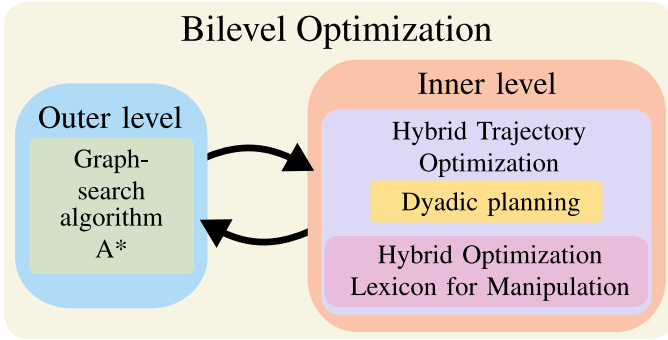 Bilevel Optimization
Outer level
Graph-
search
algorithm
A*
Inner level
Hybrid Trajectory
Optimization
Dyadic planning
Hybrid Optimization
Lexicon for Manipulation